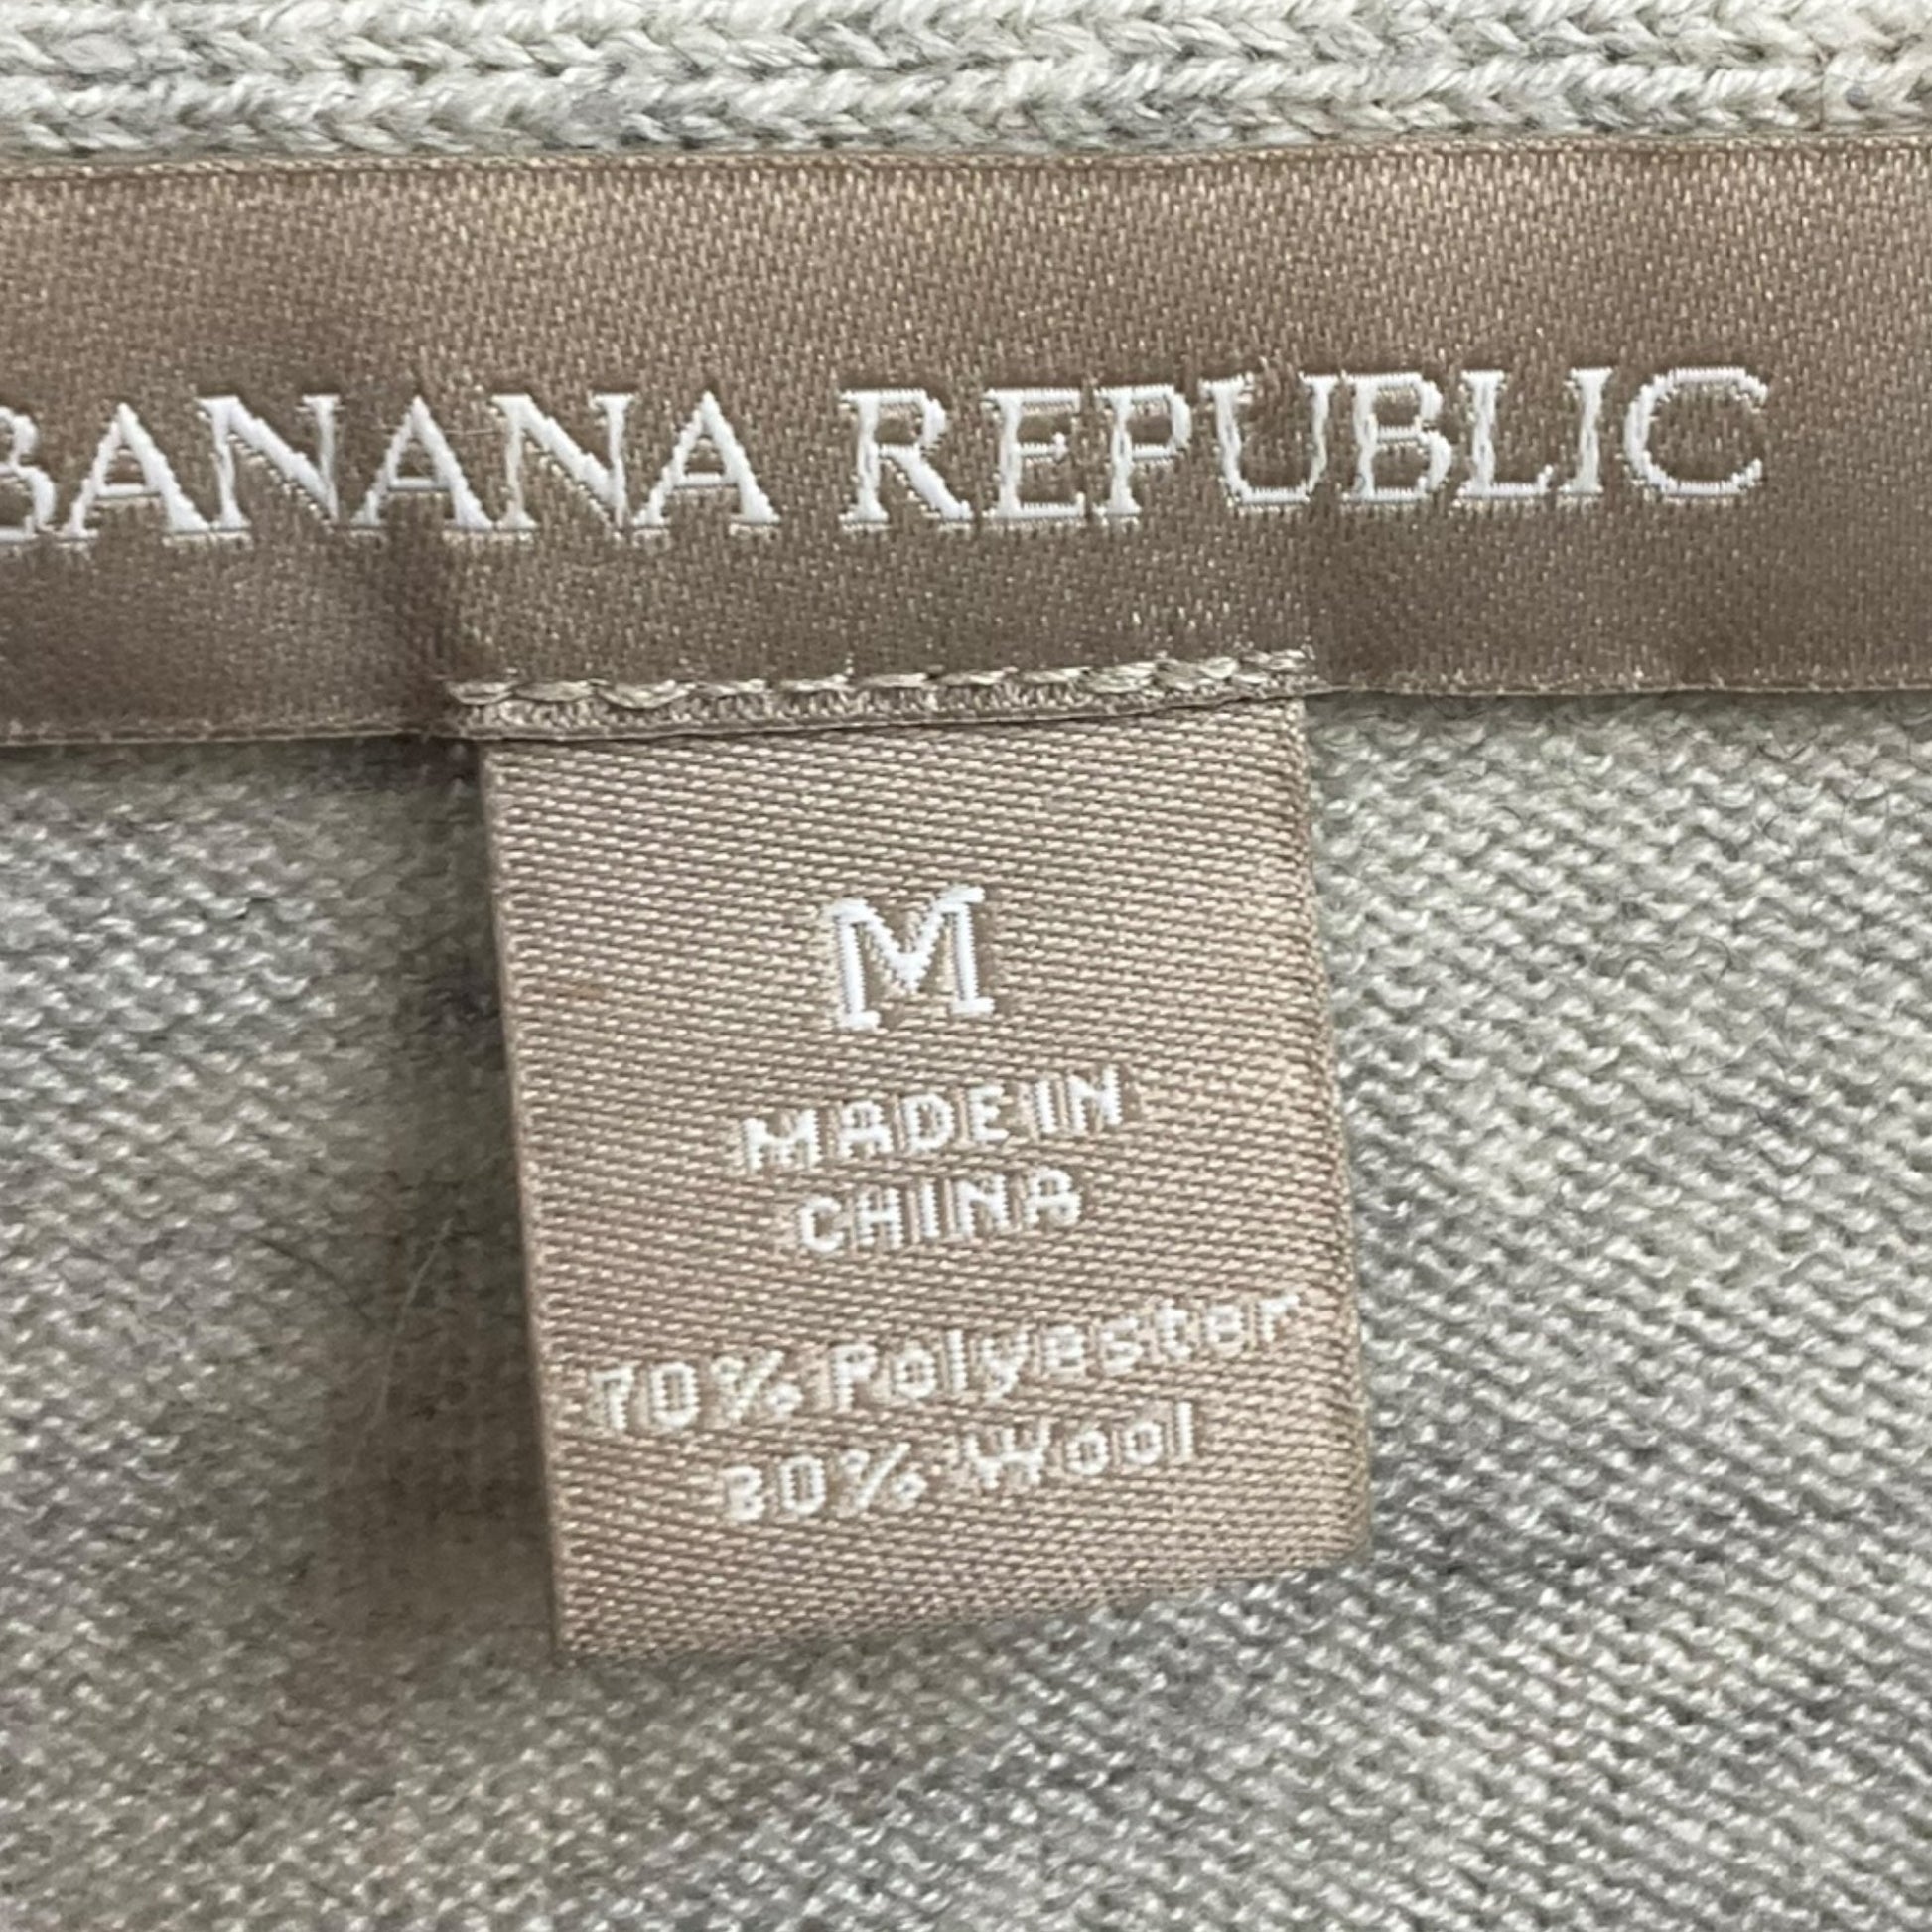 BANANA REPUBLIC
M
MADE IN
CHINA
70% Polyester
30% Wool